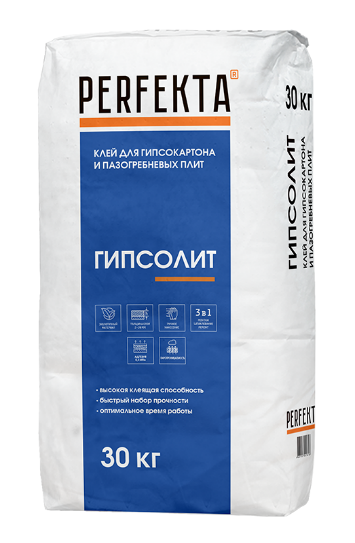 PERFEKTA®
КЛЕЙ ДЛЯ ГИПСОКАРТОНА
И ПАЗОГРЕБНЕВЫХ ПЛИТ
ГИПСОЛИТ
3 в 1
• высокая клеящая способность
• быстрый набор прочности
• оптимальное время работы
30 кг
30 кг
ГИПСОЛИТ
КЛЕЙ ДЛЯ ГИПСОКАРТОНА
И ПАЗОГРЕБНЕВЫХ ПЛИТ
PERFEKTA